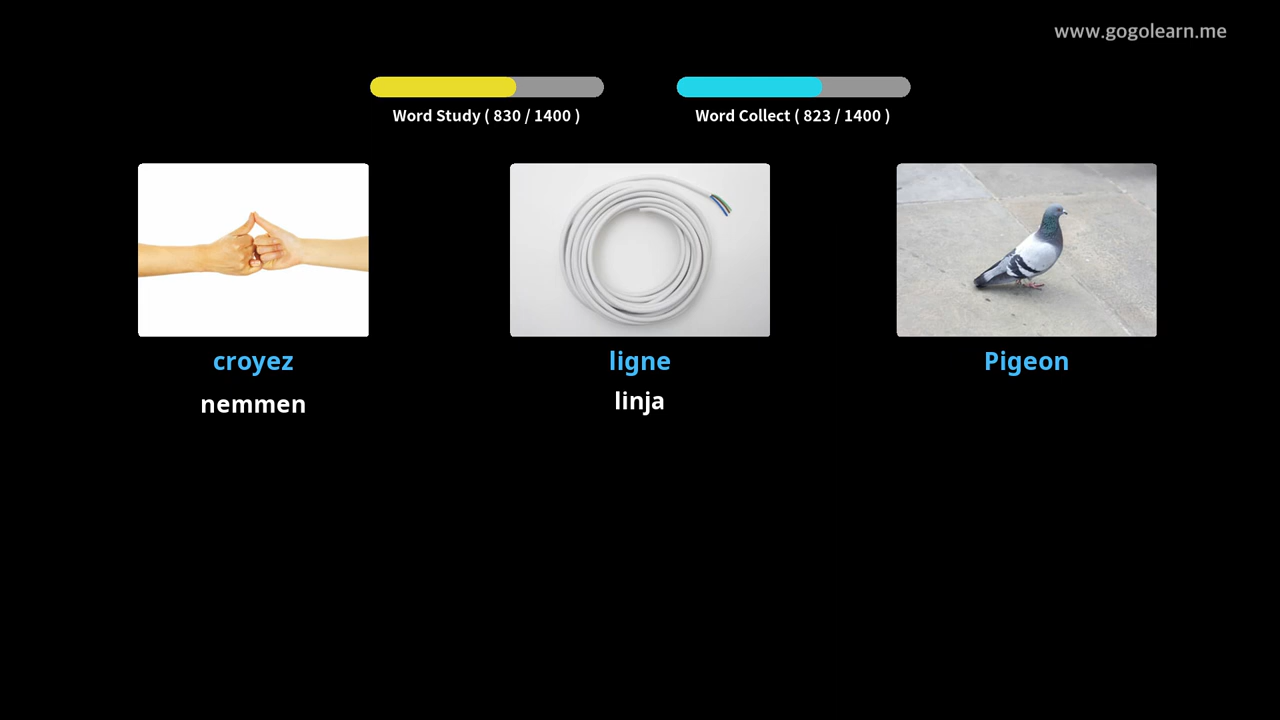 www.gogolearn.me
Word Study ( 830 / 1400 )
Word Collect ( 823 / 1400 )
croyez
ligne
Pigeon
nemmen
linja